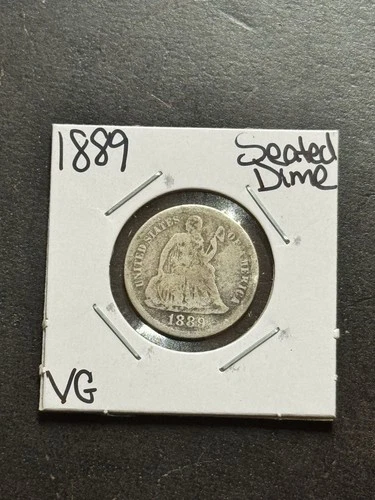 1889
Seated
Dime
UNITED STATES OF AMERICA
1889
VG